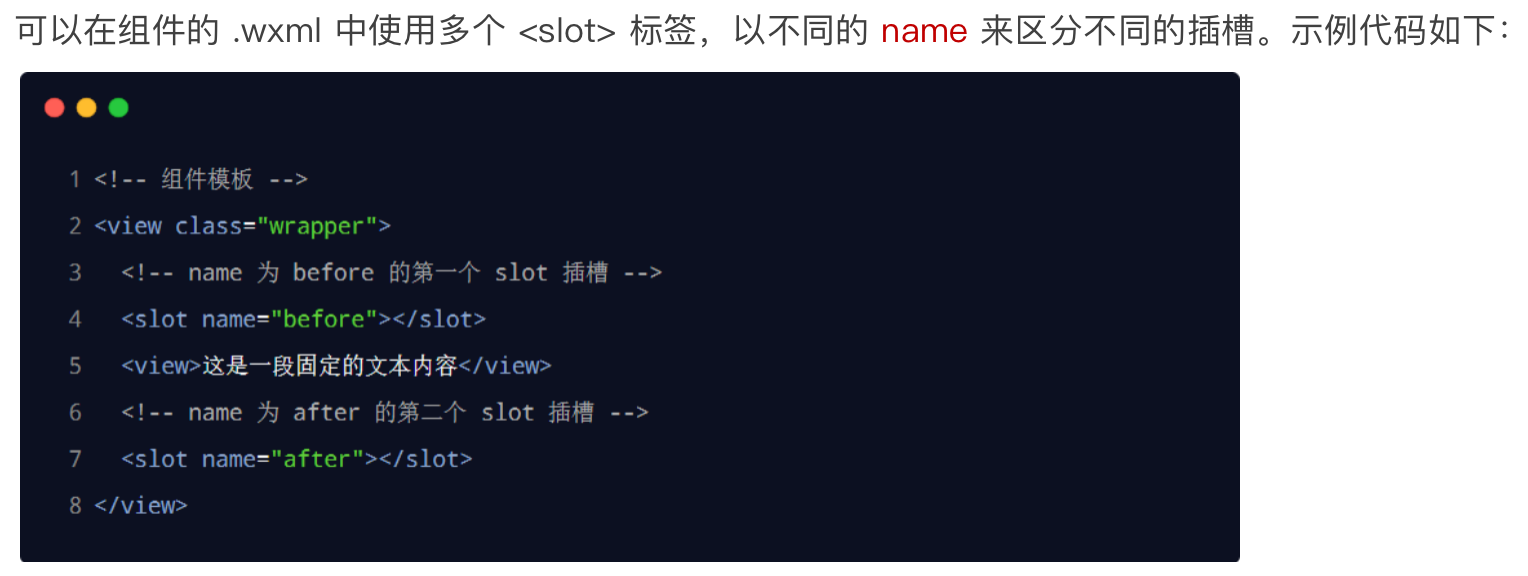 可以在组件的 .wxml 中使用多个 <slot> 标签，以不同的 name 来区分不同的插槽。示例代码如下：
1 <!-- 组件模板 -->
2 <view class="wrapper">
3   <!-- name 为 before 的第一个 slot 插槽 -->
4   <slot name="before"></slot>
5   <view>这是一段固定的文本内容</view>
6   <!-- name 为 after 的第二个 slot 插槽 -->
7   <slot name="after"></slot>
8 </view>